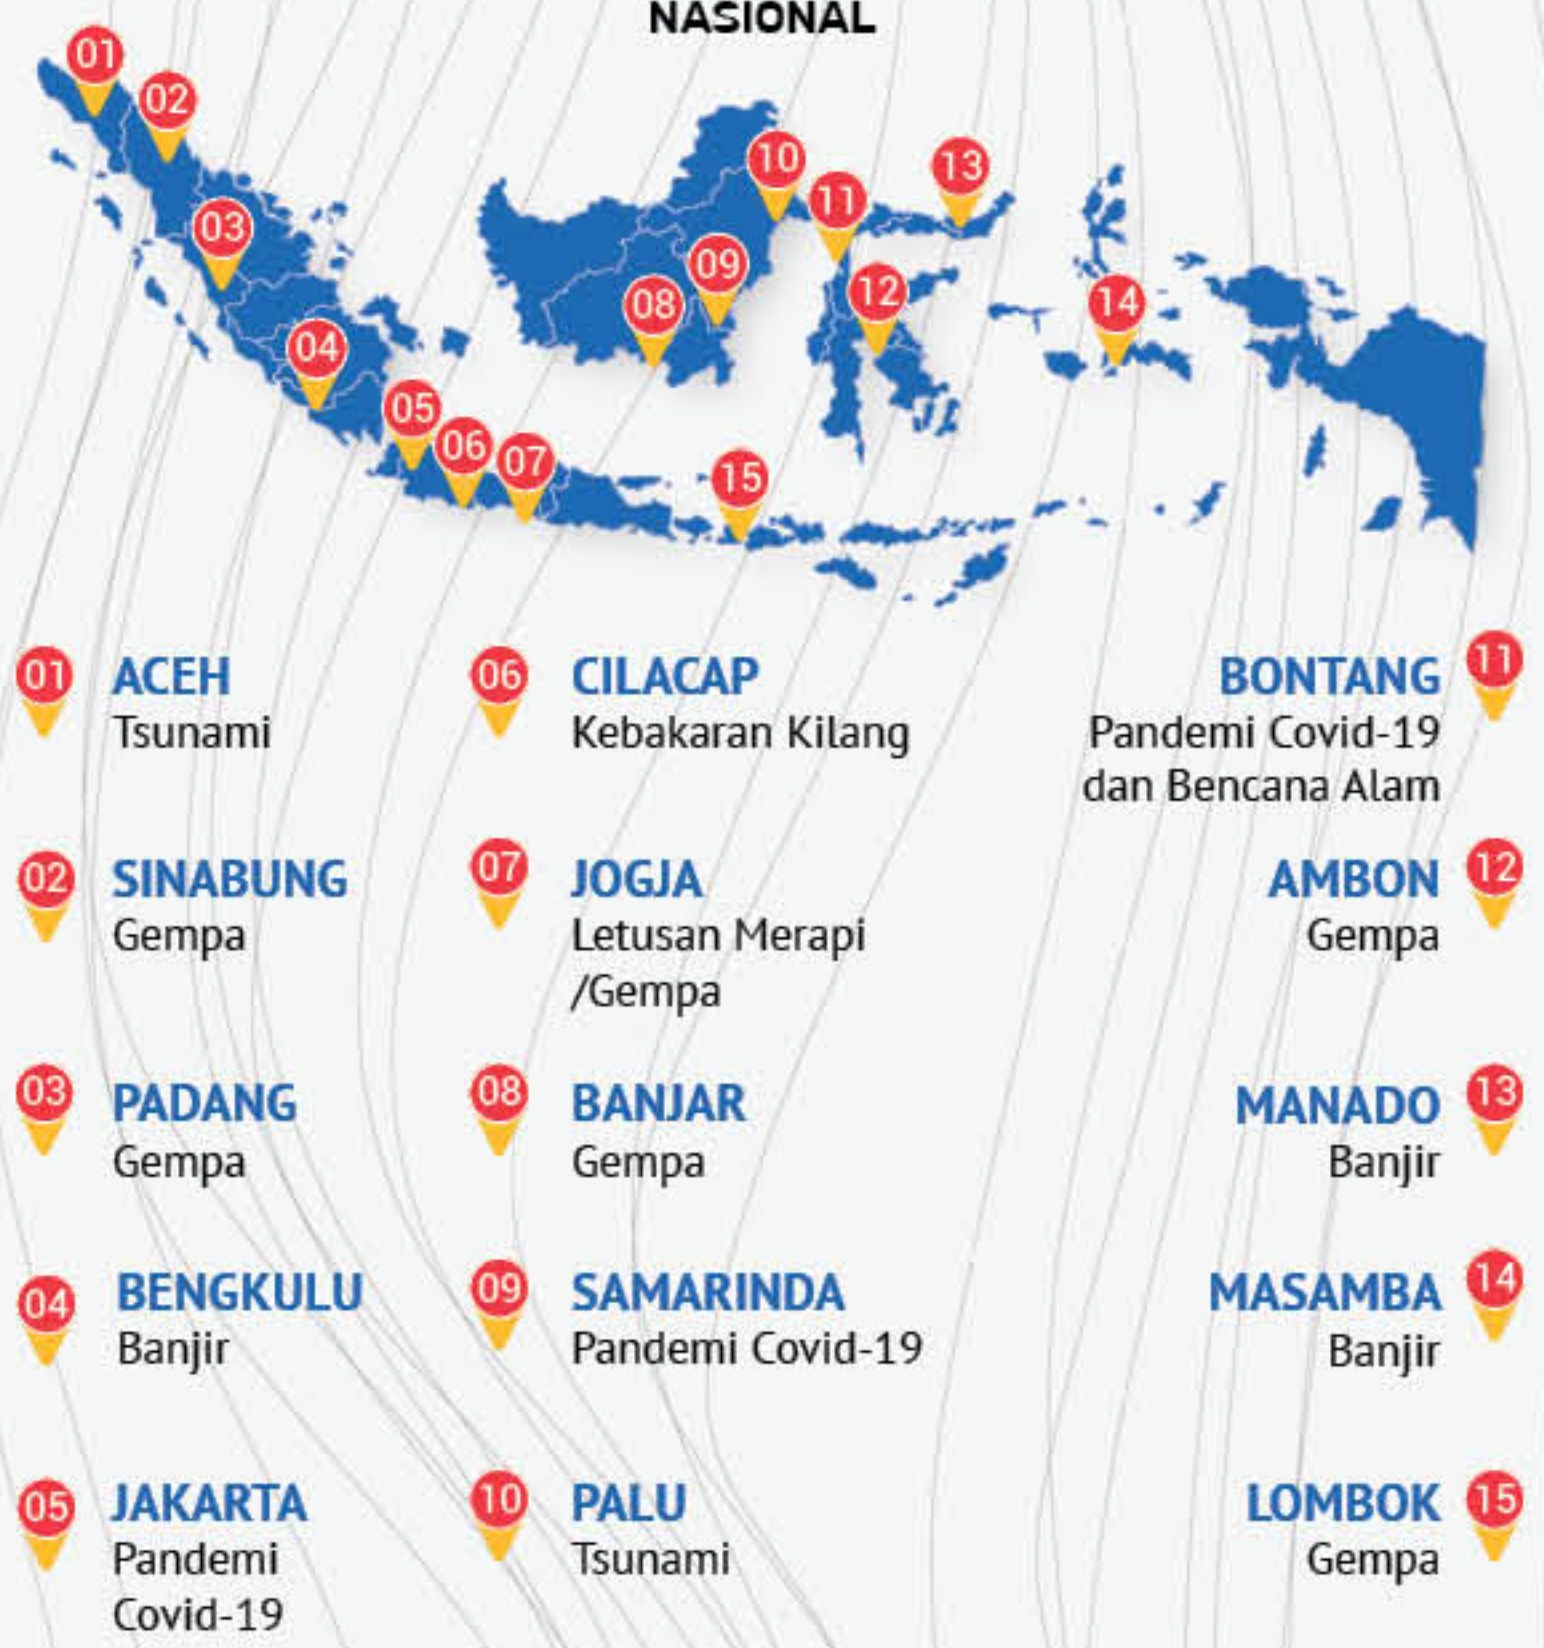 NASIONAL
01
02
03
04
05
06
07
08
09
10
11
12
13
14
15
01
ACEH
Tsunami
02
SINABUNG
Gempa
03
PADANG
Gempa
04
BENGKULU
Banjir
05
JAKARTA
Pandemi
Covid-19
06
CILACAP
Kebakaran Kilang
07
JOGJA
Letusan Merapi
/Gempa
08
BANJAR
Gempa
09
SAMARINDA
Pandemi Covid-19
10
PALU
Tsunami
11
BONTANG
Pandemi Covid-19
dan Bencana Alam
12
AMBON
Gempa
13
MANADO
Banjir
14
MASAMBA
Banjir
15
LOMBOK
Gempa